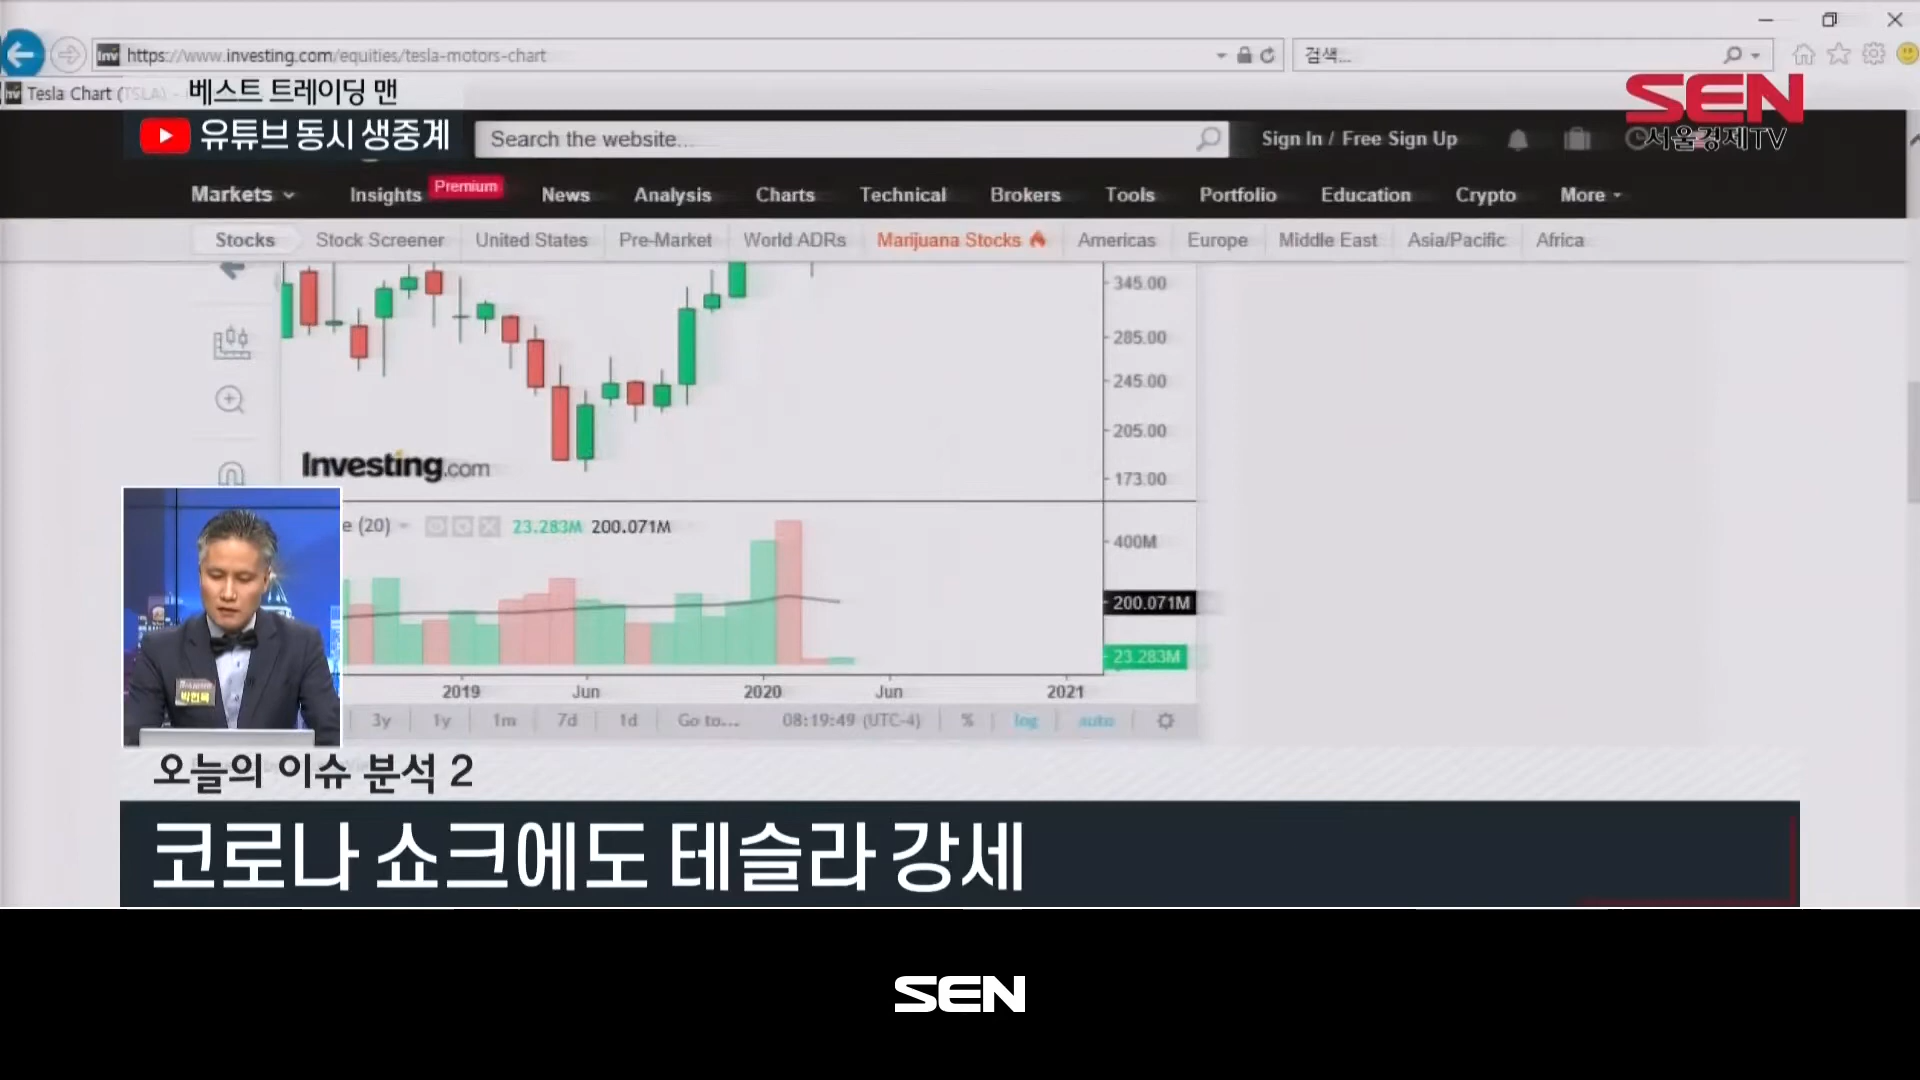 https://www.investing.com/equities/tesla-motors-chart
검색...
Tesla Chart (TSLA) -
베스트 트레이딩 맨
유튜브 동시 생중계
SEN
서울경제TV
Search the website...
Sign In / Free Sign Up
Markets Insights Premium News Analysis Charts Technical Brokers Tools Portfolio Education Crypto More
Stocks Stock Screener United States Pre-Market World ADRs Marijuana Stocks Americas Europe Middle East Asia/Pacific Africa
345.00
285.00
245.00
205.00
173.00
Investing.com
e (20) 23.283M 200.071M
400M
200.071M
23.283M
2019 Jun 2020 Jun 2021
3y 1y 1m 7d 1d Go to... 08:19:49 (UTC-4) % log auto
오늘의 이슈 분석 2
코로나 쇼크에도 테슬라 강세
SEN